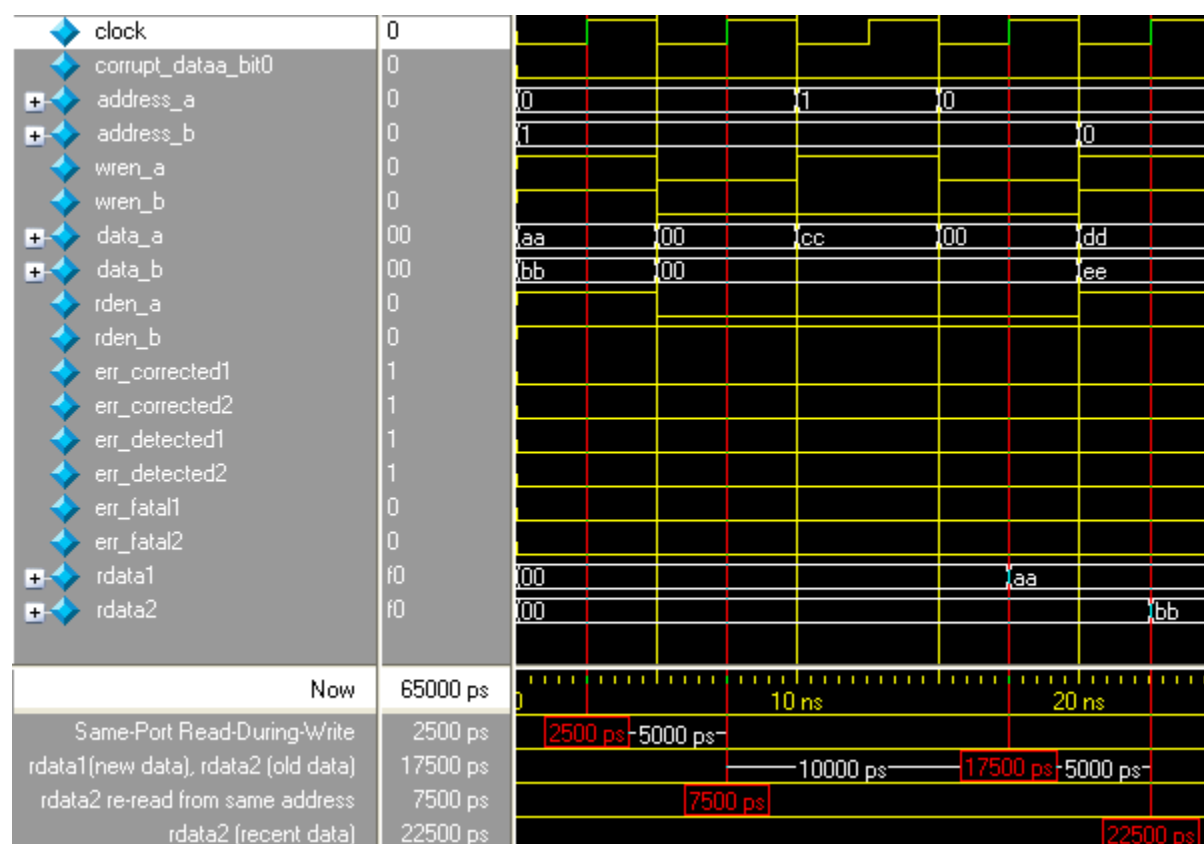 clock 0
corrupt_dataa_bit0 0
address_a 0 0 1 0
address_b 0 1 0
wren_a 0
wren_b 0
data_a 00 aa 00 cc 00 dd
data_b 00 bb 00 ee
rden_a 0
rden_b 0
err_corrected1 1
err_corrected2 1
err_detected1 1
err_detected2 1
err_fatal1 0
err_fatal2 0
rdata1 f0 00 aa
rdata2 f0 00 bb
Now 65000 ps 0 10 ns 20 ns
Same-Port Read-During-Write 2500 ps 2500 ps 5000 ps
rdata1(new data), rdata2 (old data) 17500 ps 10000 ps 17500 ps 5000 ps
rdata2 re-read from same address 7500 ps 7500 ps
rdata2 (recent data) 22500 ps 22500 ps